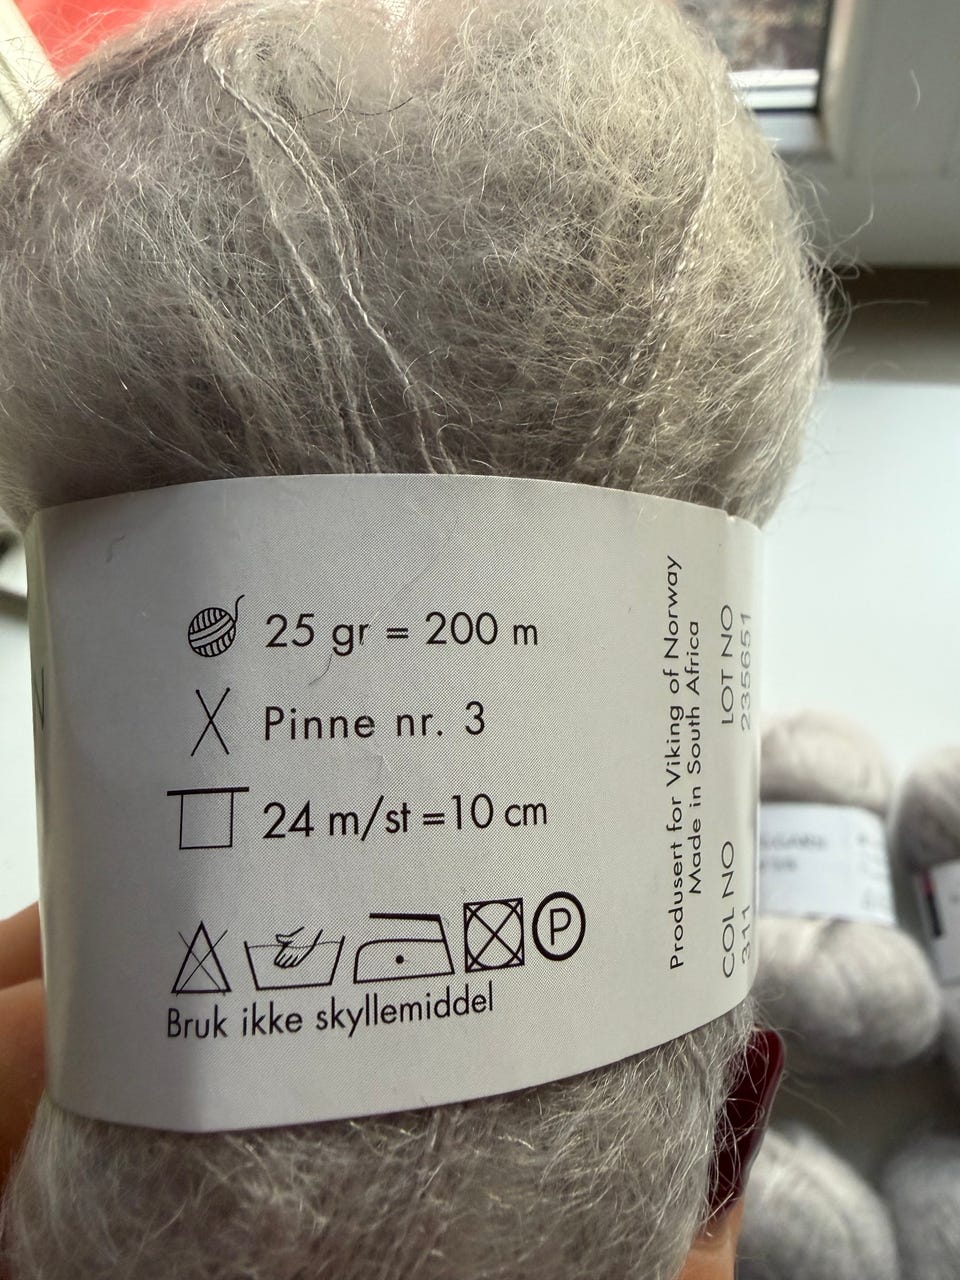 25 gr = 200 m
Pinne nr. 3
24 m/st =10 cm
P
Bruk ikke skyllemiddel
Produsert for Viking of Norway
Made in South Africa
COL NO
311
LOT NO
235651